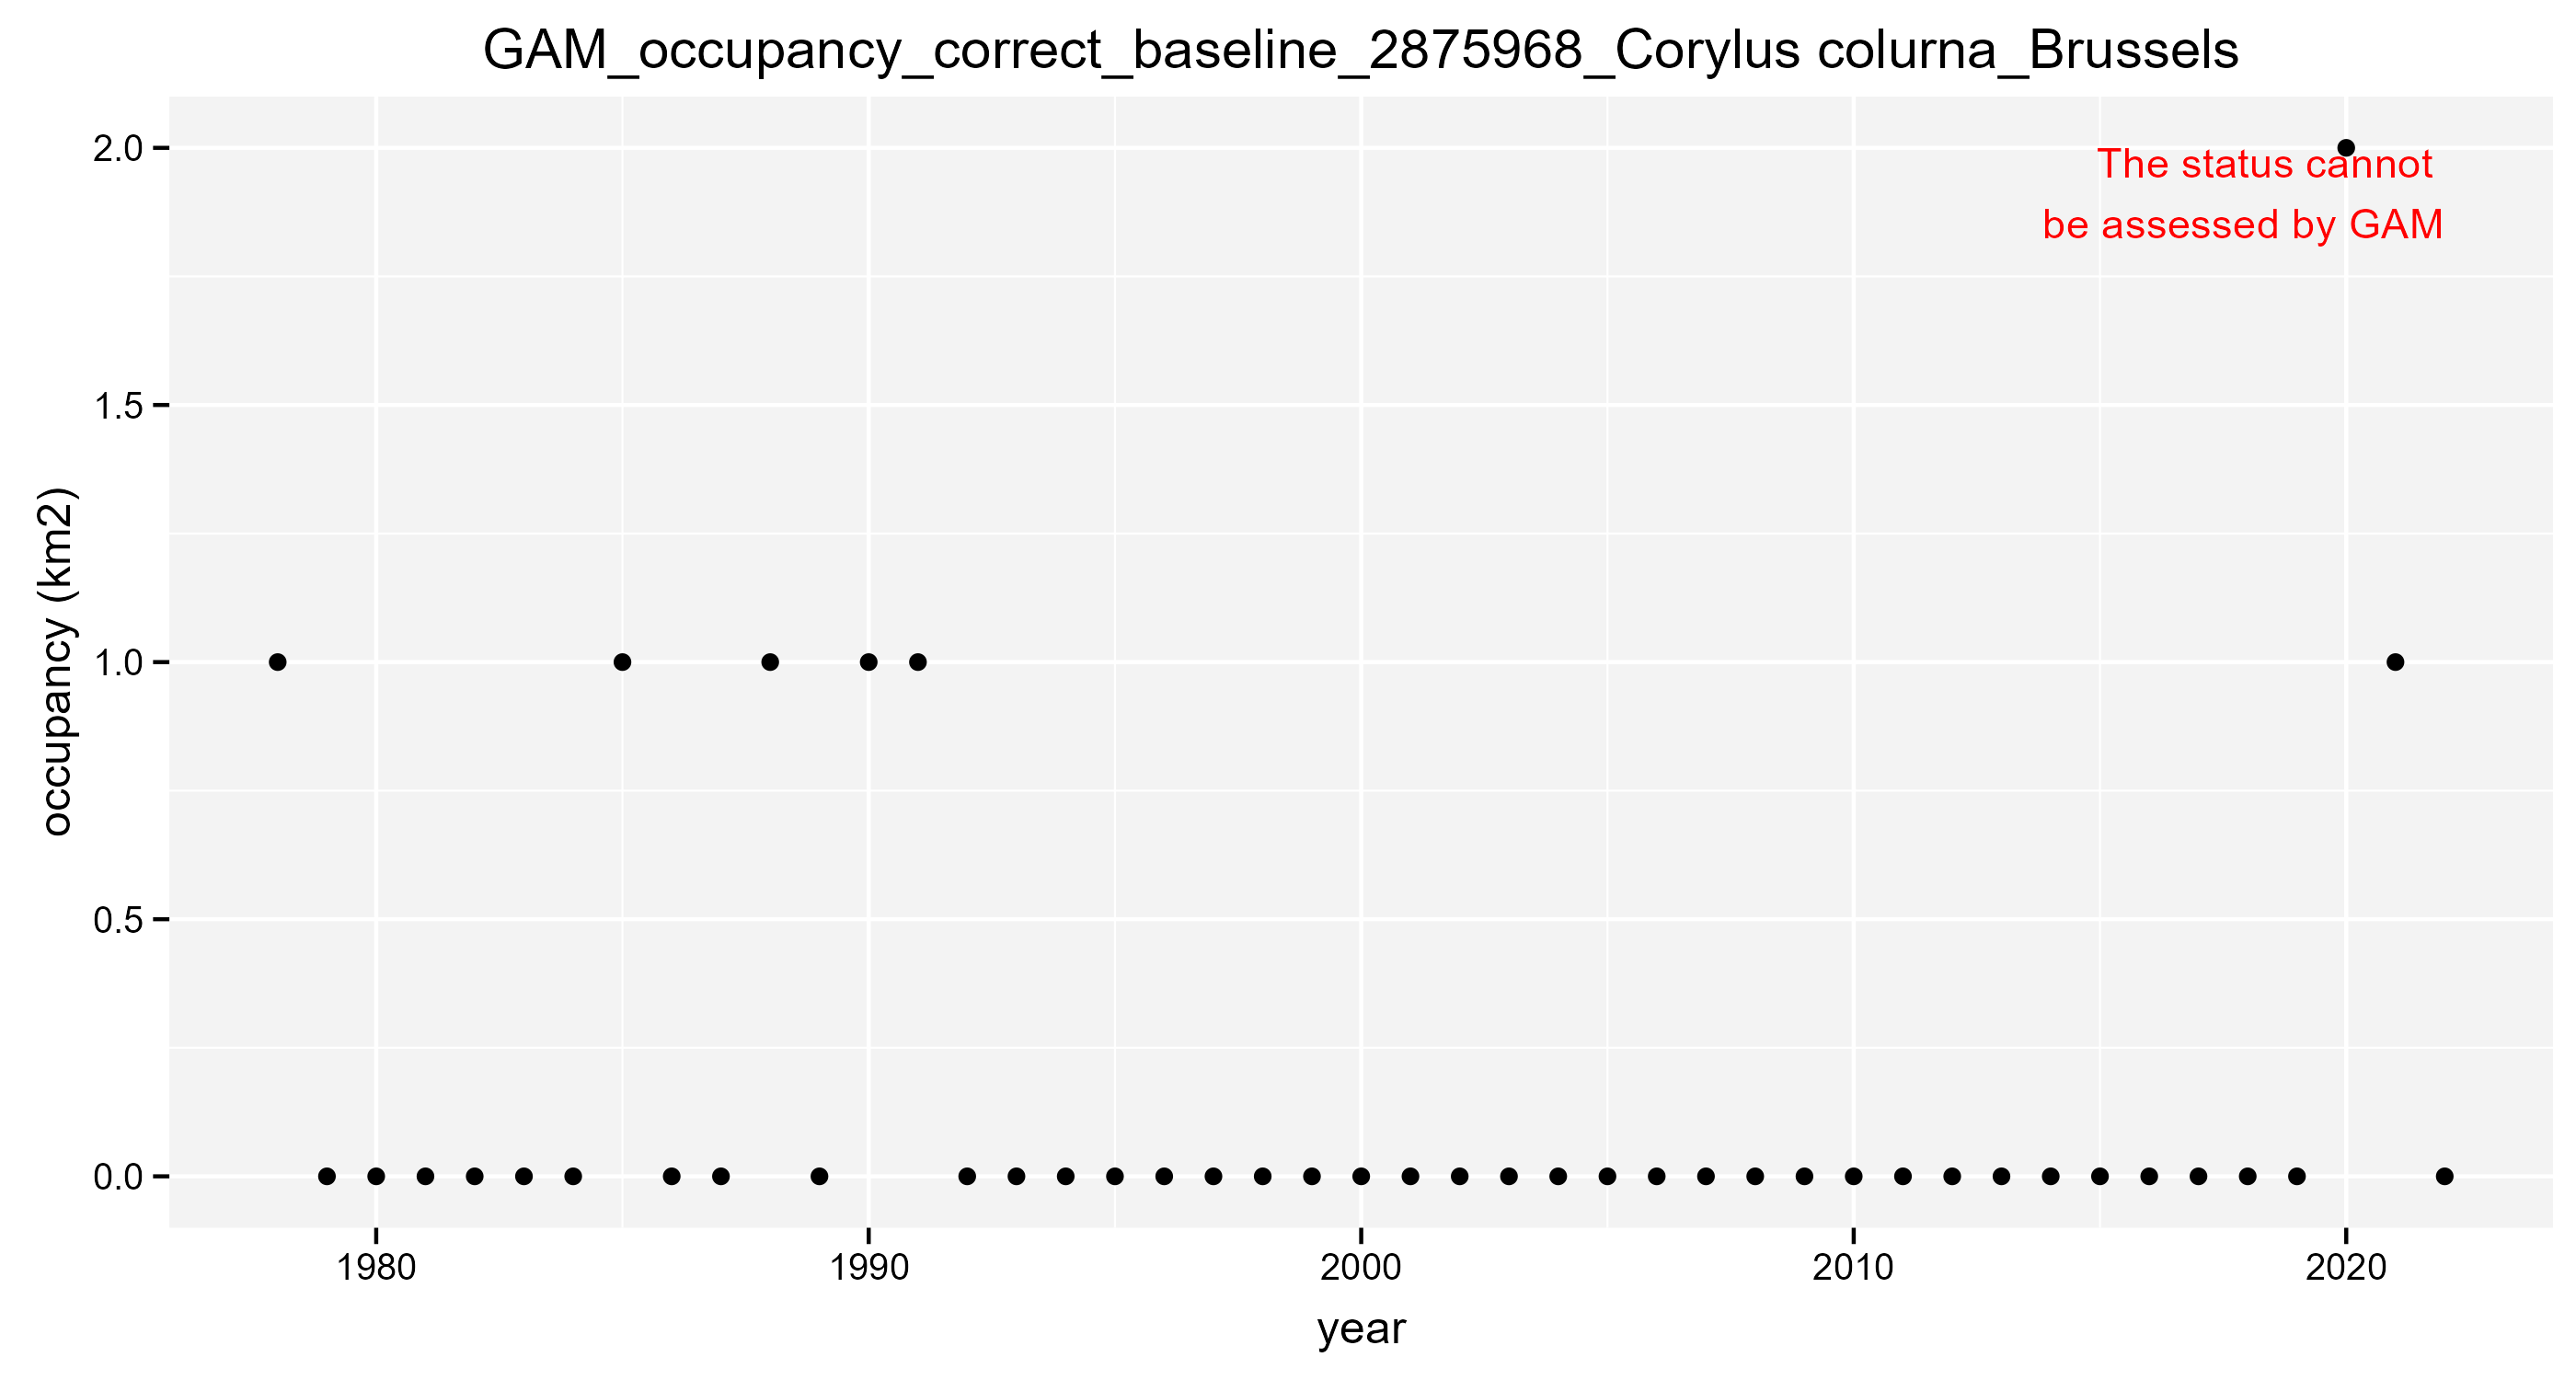 GAM_occupancy_correct_baseline_2875968_Corylus colurna_Brussels
2.0
The status cannot
be assessed by GAM
1.5
occupancy (km2)
1.0
0.5
0.0
1980 1990 2000 2010 2020
year